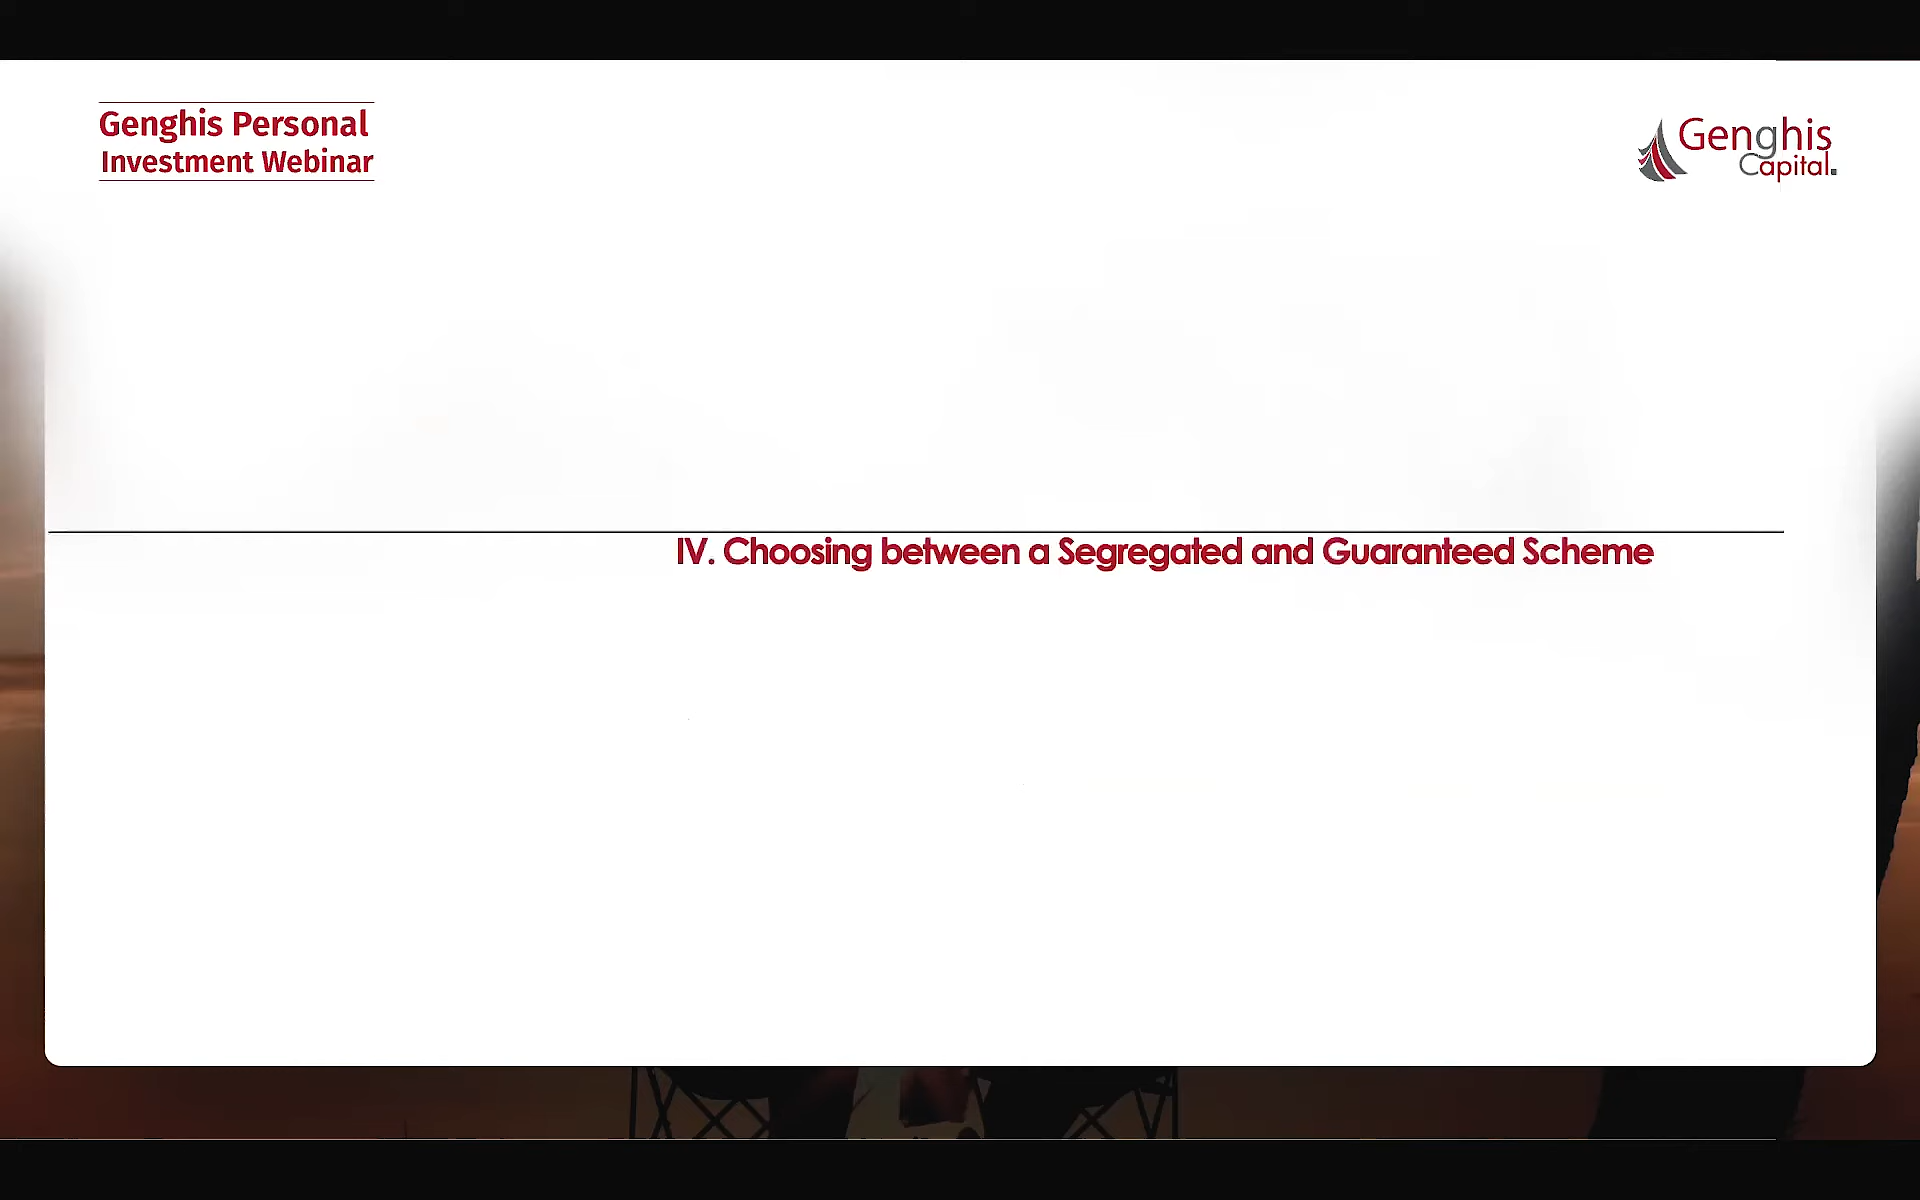 Genghis Personal
Investment Webinar
Genghis
Capital.
IV. Choosing between a Segregated and Guaranteed Scheme